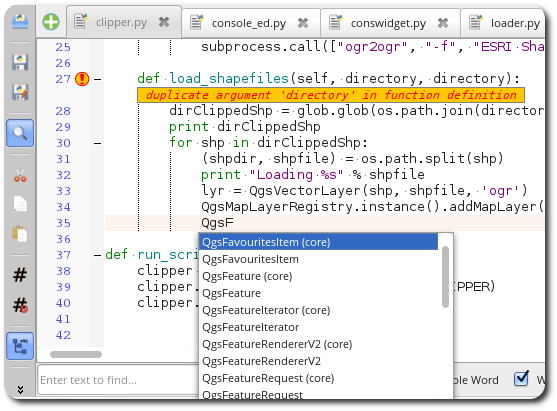 clipper.py console_ed.py conswidget.py loader.py
25 subprocess.call(["ogr2ogr", "-f", "ESRI Sha
26
27 def load_shapefiles(self, directory, directory):
duplicate argument 'directory' in function definition
28 dirClippedShp = glob.glob(os.path.join(director
29 print dirClippedShp
30 for shp in dirClippedShp:
31 (shpdir, shpfile) = os.path.split(shp)
32 print "Loading %s" % shpfile
33 lyr = QgsVectorLayer(shp, shpfile, 'ogr')
34 QgsMapLayerRegistry.instance().addMapLayer(
35 QgsF
36
37 def run_scri
38 clipper
39 clipper. IPPER)
40 clipper.
41
42
QgsFavouritesItem (core)
QgsFavouritesItem
QgsFeature (core)
QgsFeature
QgsFeatureIterator (core)
QgsFeatureIterator
QgsFeatureRendererV2 (core)
QgsFeatureRendererV2
QgsFeatureRequest (core)
QgsFeatureRequest
Enter text to find... ole Word W